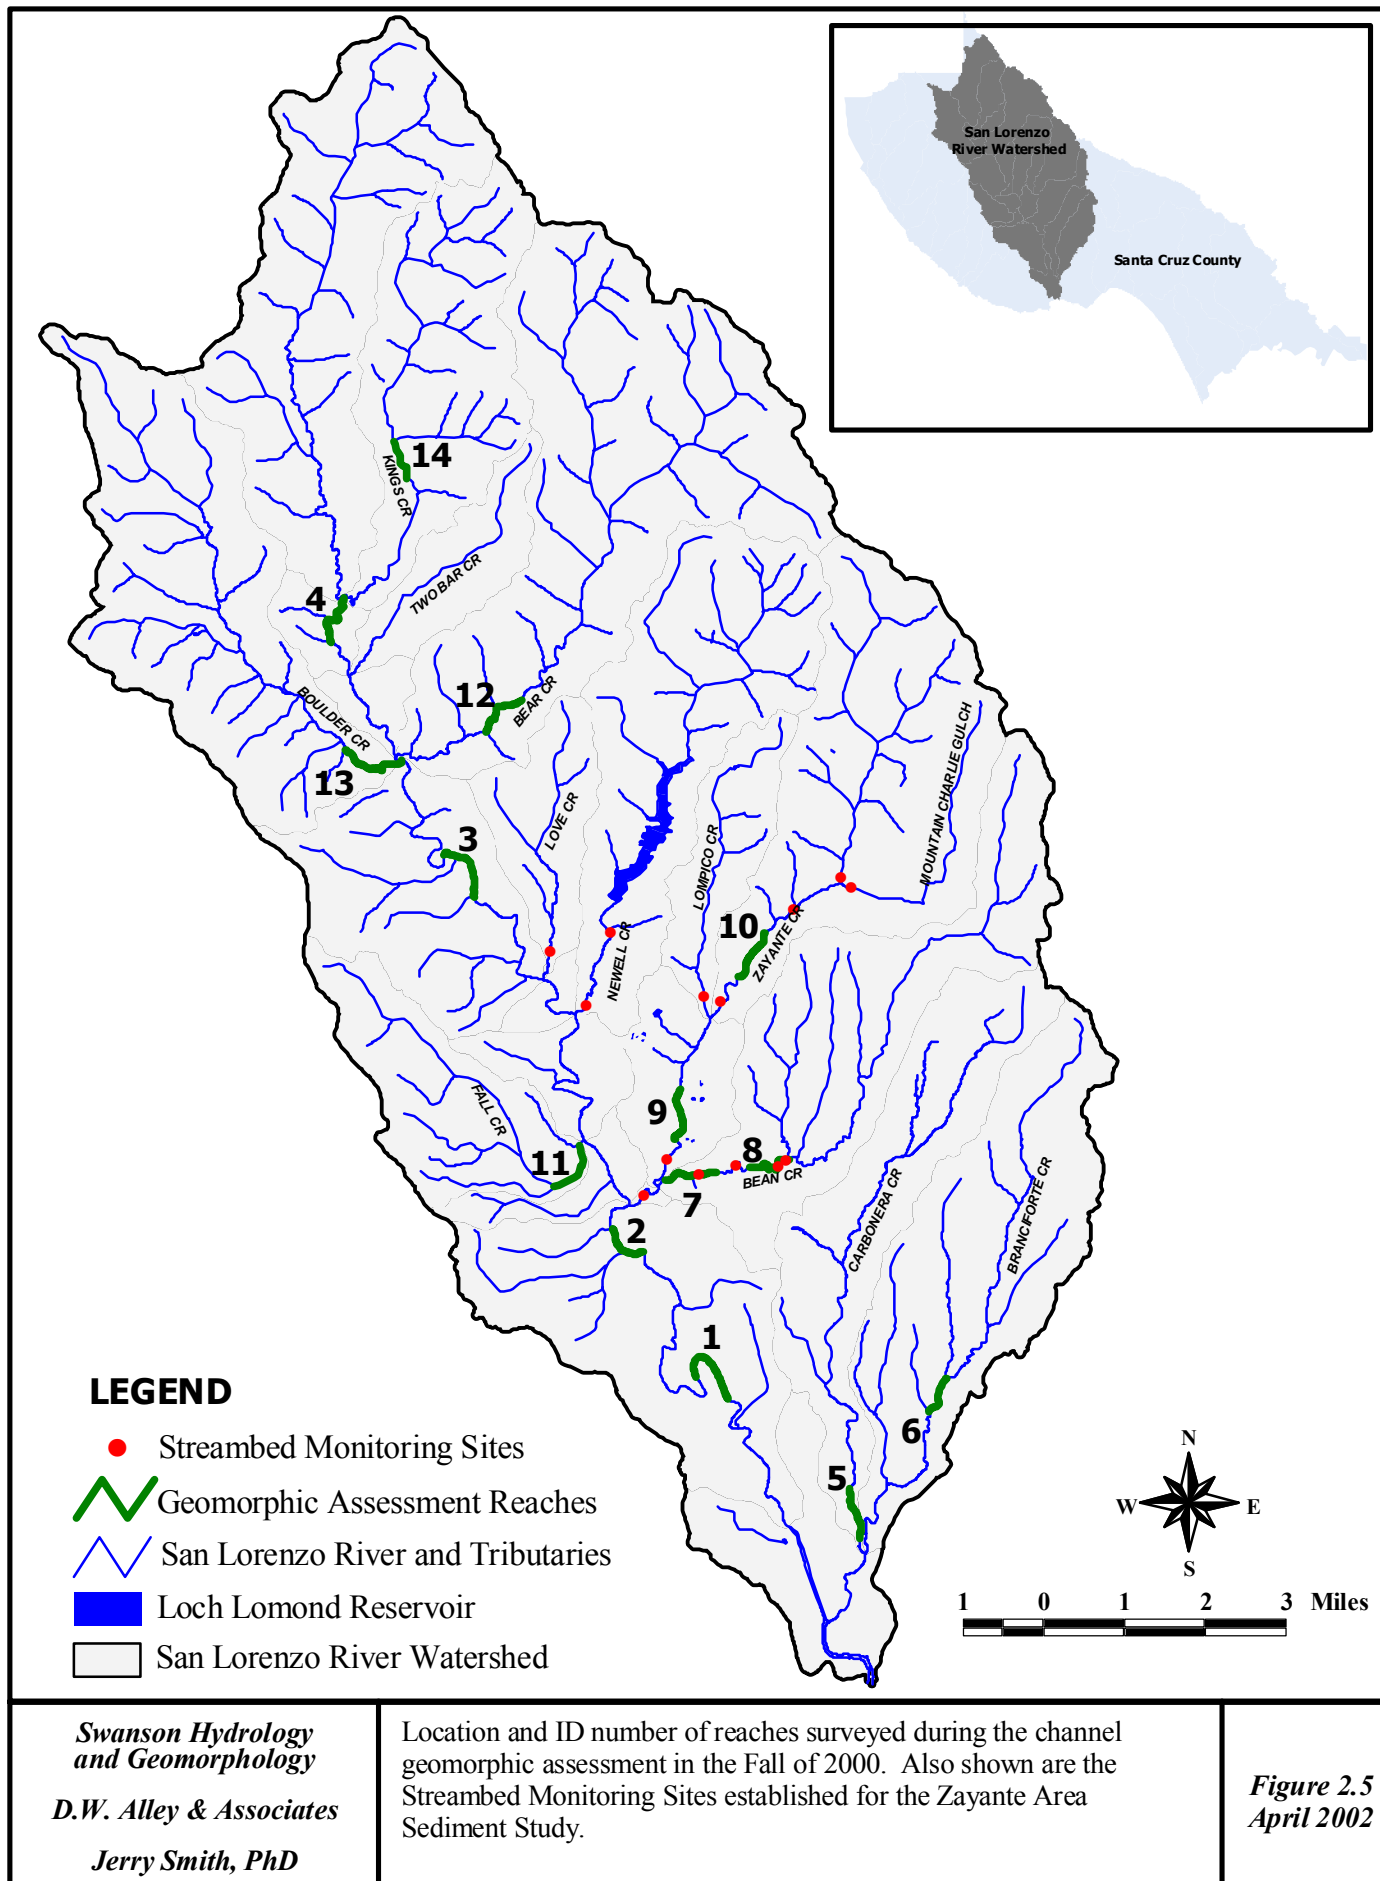 San Lorenzo
River Watershed
Santa Cruz County
14
KINGS CR
TWO BAR CR
4
12
BEAR CR
BOULDER CR
13
3
LOVE CR
NEWELL CR
LOMPICO CR
10
ZAYANTE CR
MOUNTAIN CHARLIE GULCH
FALL CR
9
11
8
BEAN CR
7
2
CARBONERA CR
BRANCIFORTE CR
1
6
5
LEGEND
Streambed Monitoring Sites
Geomorphic Assessment Reaches
San Lorenzo River and Tributaries
Loch Lomond Reservoir
San Lorenzo River Watershed
N
W
E
S
1 0 1 2 3 Miles
Swanson Hydrology
and Geomorphology
D.W. Alley & Associates
Jerry Smith, PhD
Location and ID number of reaches surveyed during the channel
geomorphic assessment in the Fall of 2000. Also shown are the
Streambed Monitoring Sites established for the Zayante Area
Sediment Study.
Figure 2.5
April 2002